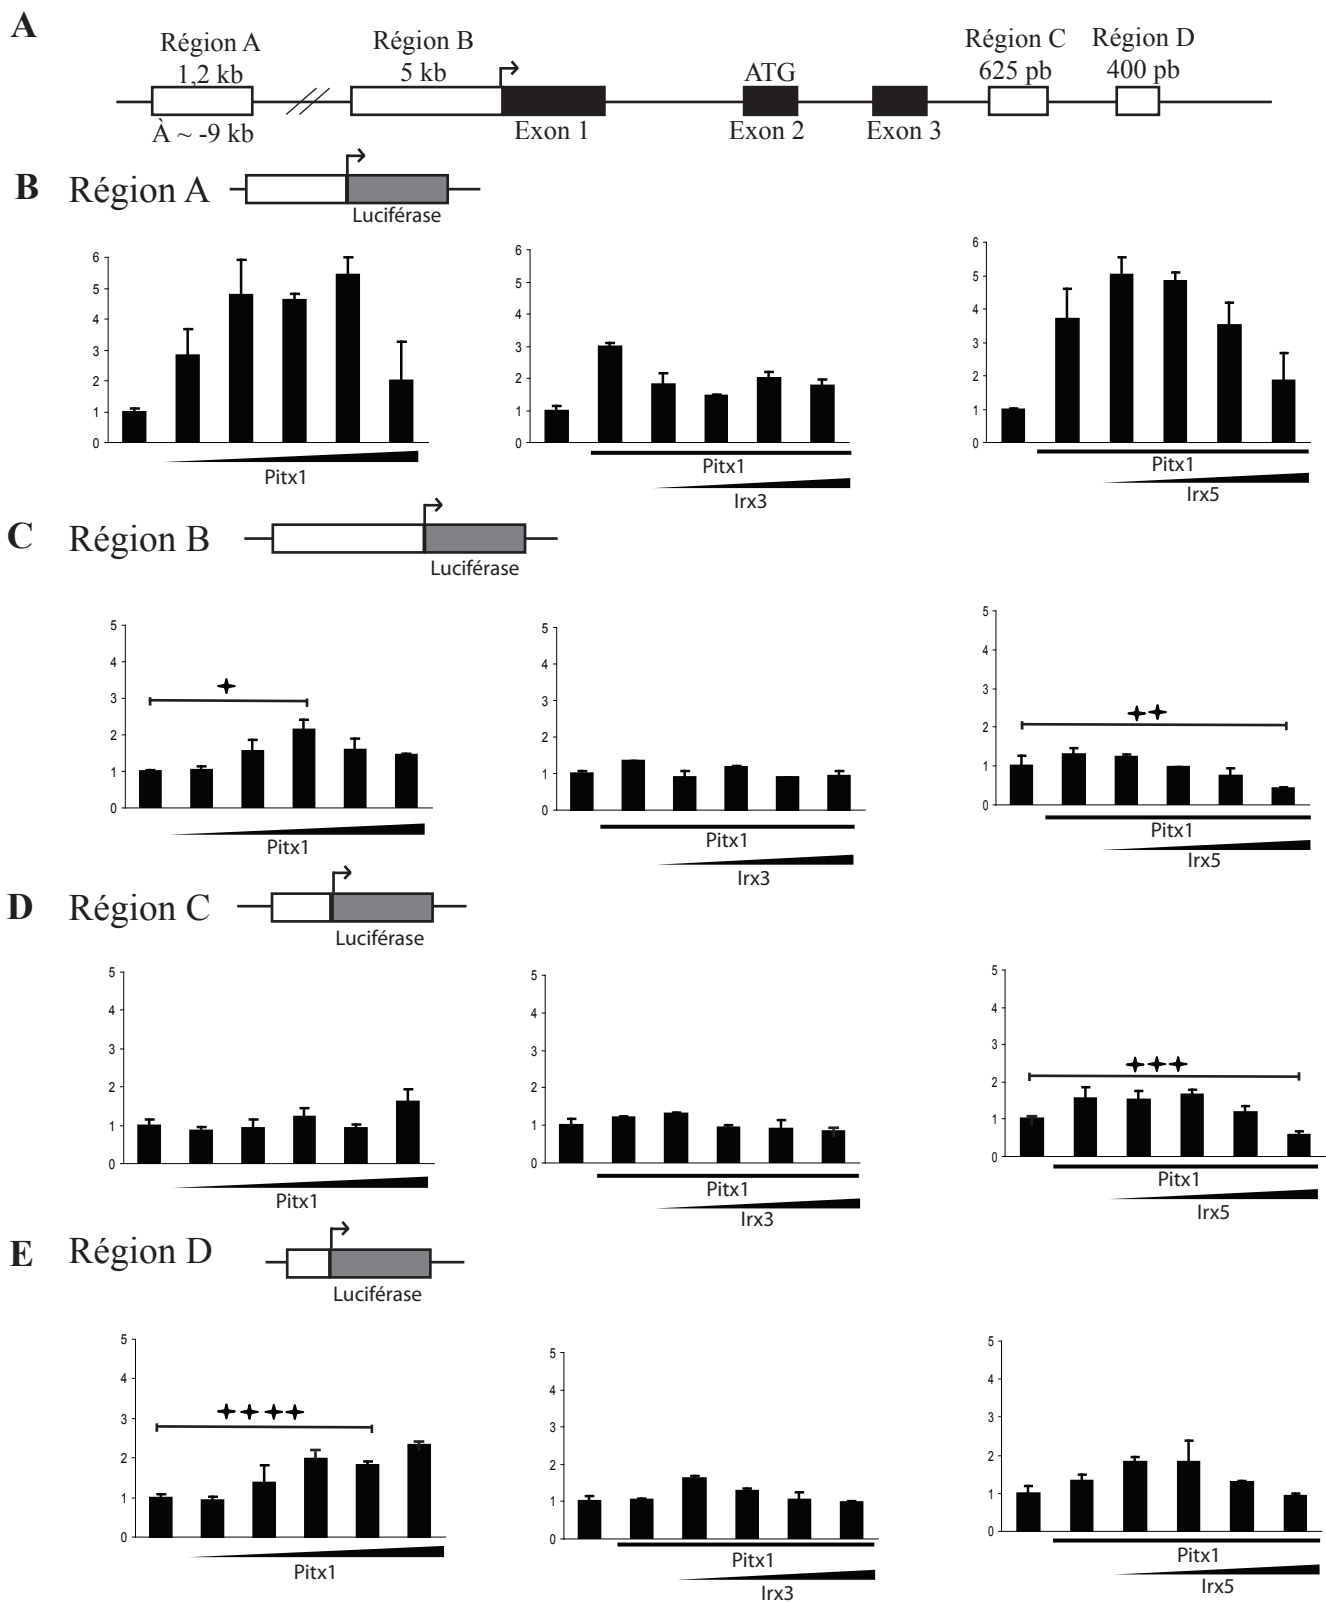 A
Région A
1,2 kb
À ~ -9 kb
Région B
5 kb
Exon 1
ATG
Exon 2
Exon 3
Région C
625 pb
Région D
400 pb
B Région A
Luciférase
6
5
4
3
2
1
0
Pitx1
6
5
4
3
2
1
0
Pitx1
Irx3
6
5
4
3
2
1
0
Pitx1
Irx5
C Région B
Luciférase
5
4
3
2
1
0
Pitx1
5
4
3
2
1
0
Pitx1
Irx3
5
4
3
2
1
0
Pitx1
Irx5
D Région C
Luciférase
5
4
3
2
1
0
Pitx1
5
4
3
2
1
0
Pitx1
Irx3
5
4
3
2
1
0
Pitx1
Irx5
E Région D
Luciférase
5
4
3
2
1
0
Pitx1
5
4
3
2
1
0
Pitx1
Irx3
5
4
3
2
1
0
Pitx1
Irx5